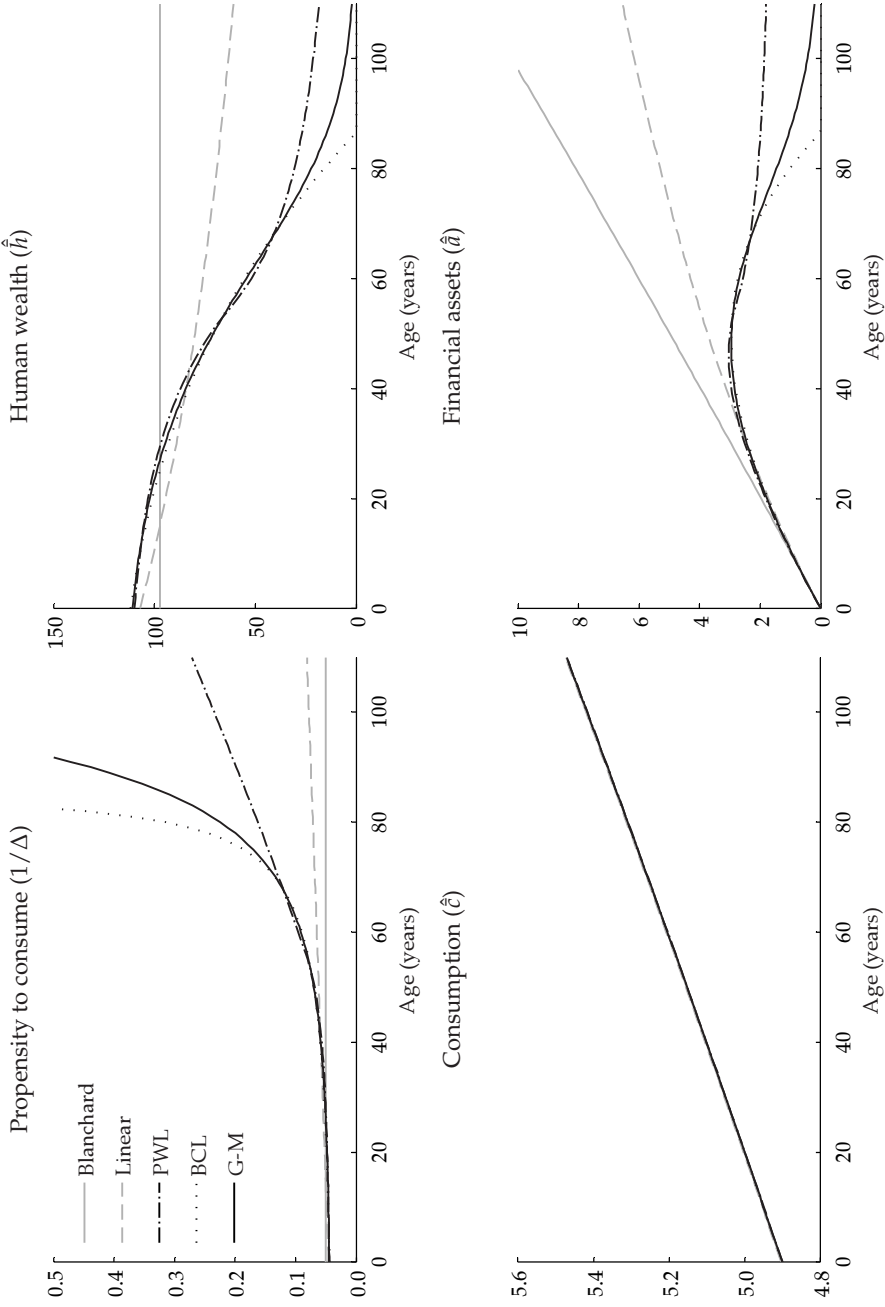 Propensity to consume (1/Δ)
0.5
0.4
0.3
0.2
0.1
0.0
Blanchard
Linear
PWL
BCL
G-M
0 20 40 60 80 100
Age (years)
Human wealth (ĥ)
150
100
50
0
0 20 40 60 80 100
Age (years)
Consumption (ĉ)
5.6
5.4
5.2
5.0
4.8
0 20 40 60 80 100
Age (years)
Financial assets (â)
10
8
6
4
2
0
0 20 40 60 80 100
Age (years)